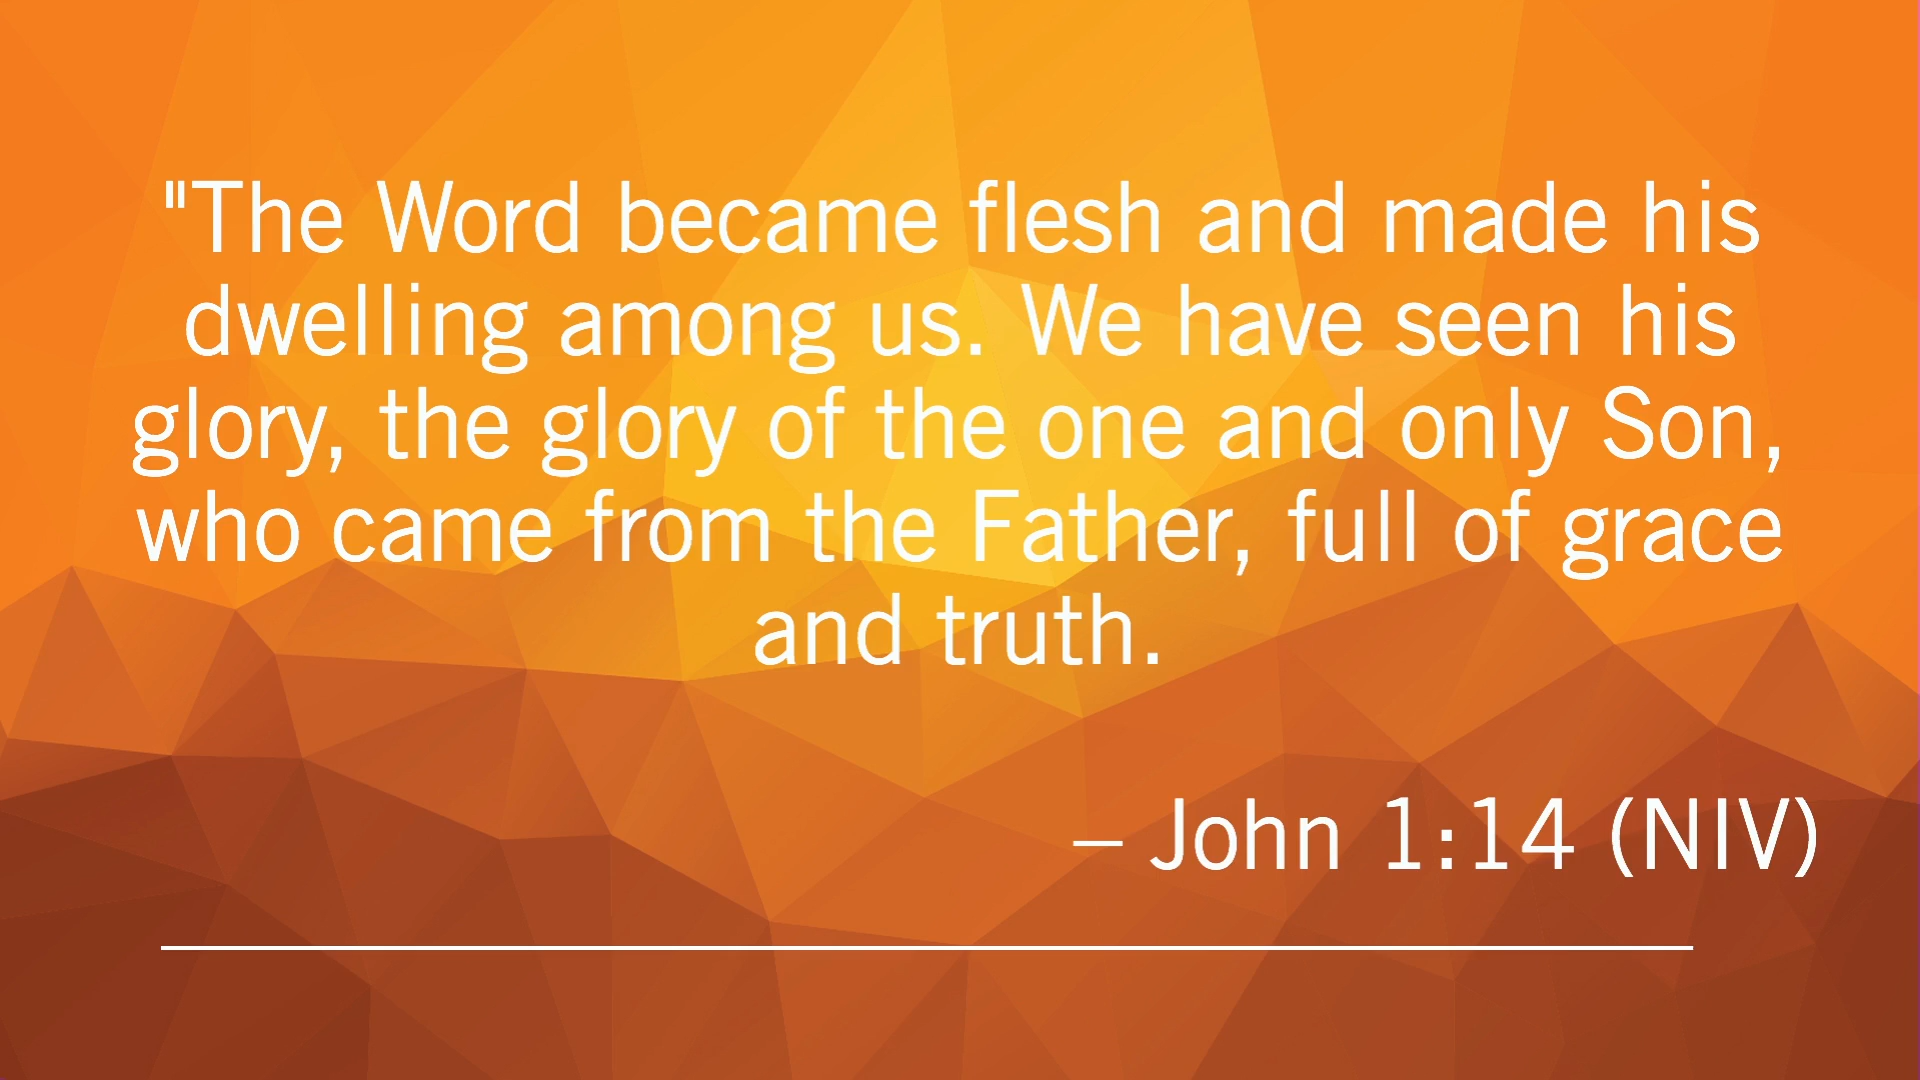 "The Word became flesh and made his
dwelling among us. We have seen his
glory, the glory of the one and only Son,
who came from the Father, full of grace
and truth.
– John 1:14 (NIV)